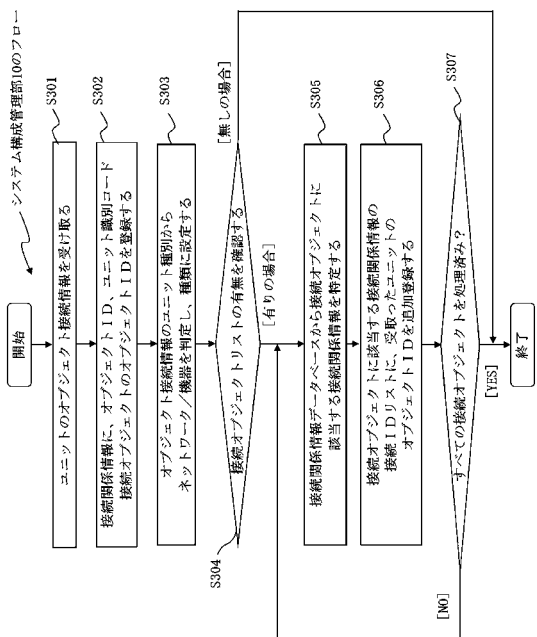 システム構成管理部10のフロー
開始
S301
ユニットのオブジェクト接続情報を受け取る
S302
接続関係情報に、オブジェクトID、ユニット識別コード
接続オブジェクトのオブジェクトIDを登録する
S303
オブジェクト接続情報のユニット種別から
ネットワーク/機器を判定し、種類に設定する
S304
接続オブジェクトリストの有無を確認する
[無しの場合]
[有りの場合]
S305
接続関係情報データベースから接続オブジェクトに
該当する接続関係情報を特定する
S306
接続オブジェクトに該当する接続関係情報の
接続IDリストに、受取ったユニットの
オブジェクトIDを追加登録する
S307
すべての接続オブジェクトを処理済み?
[NO]
[YES]
終了